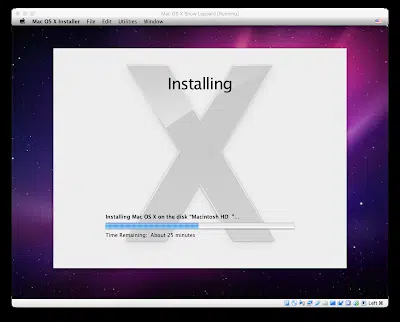 Mac OS X Snow Leopard [Running]
Mac OS X Installer File Edit Utilities Window
Installing
Installing Mac OS X on the disk "Macintosh HD "...
Time Remaining: About 25 minutes
Left ⌘